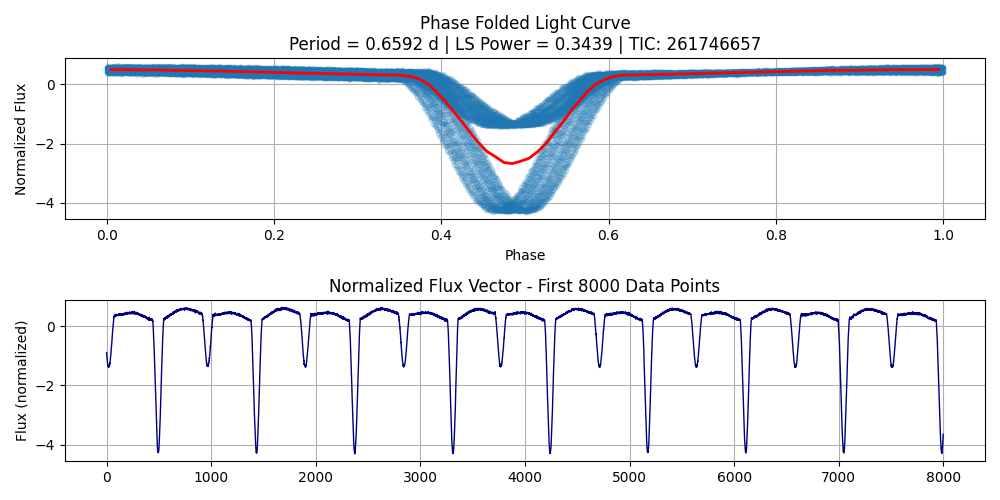 Phase Folded Light Curve
Period = 0.6592 d | LS Power = 0.3439 | TIC: 261746657
Normalized Flux
0
−2
−4
0.0 0.2 0.4 0.6 0.8 1.0
Phase
Normalized Flux Vector - First 8000 Data Points
Flux (normalized)
0
−2
−4
0 1000 2000 3000 4000 5000 6000 7000 8000